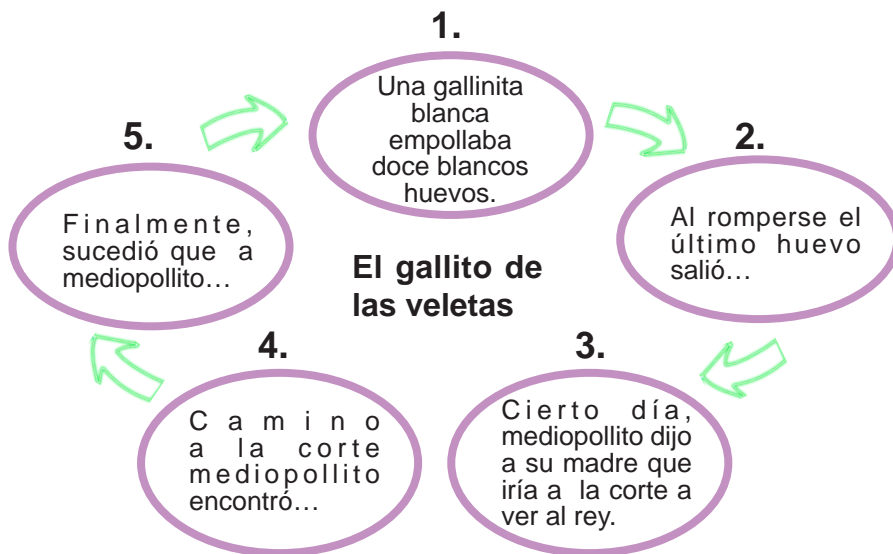 1.
Una gallinita
blanca
empollaba
doce blancos
huevos.
2.
Al romperse el
último huevo
salió…
3.
Cierto día,
mediopollito dijo
a su madre que
iría a la corte a
ver al rey.
4.
Camino
a la corte
mediopollito
encontró…
5.
Finalmente,
sucedió que a
mediopollito…
El gallito de
las veletas